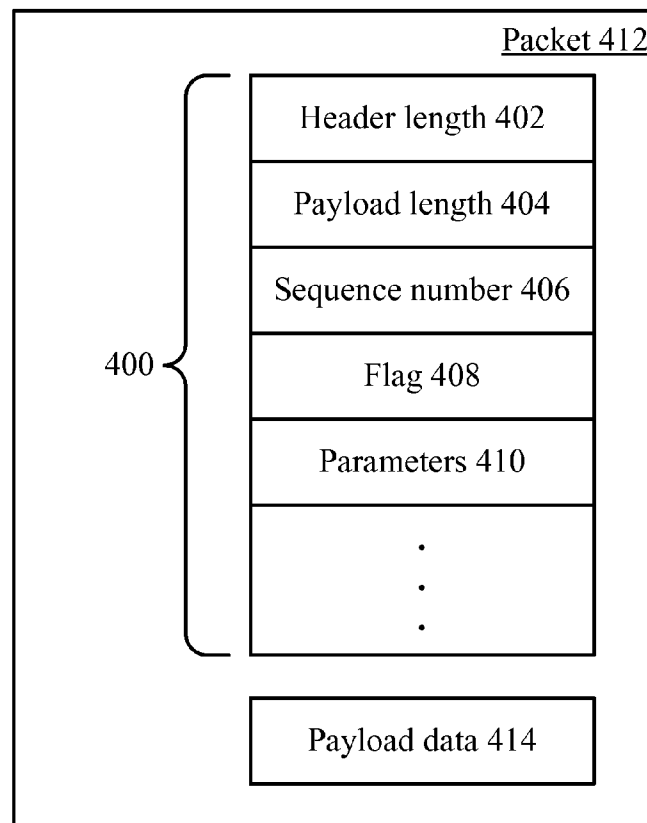 Packet 412
Header length 402
Payload length 404
Sequence number 406
400
Flag 408
Parameters 410
.
.
.
Payload data 414